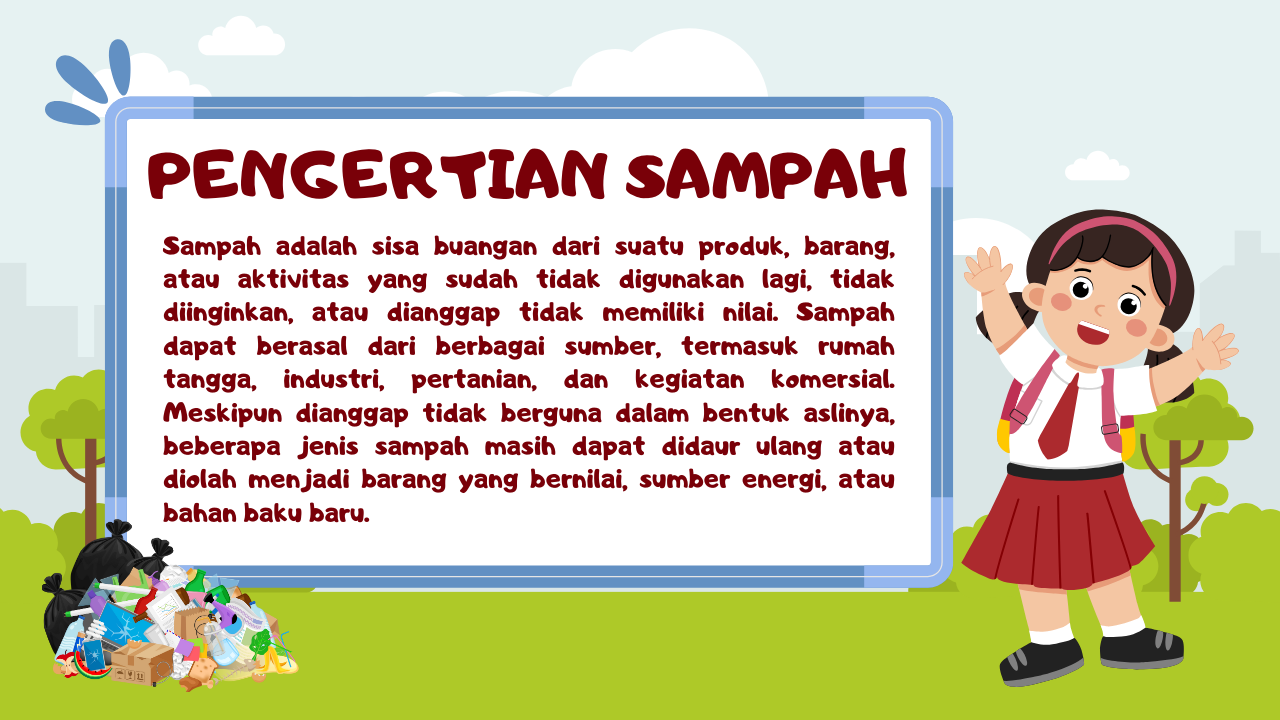 PENGERTIAN SAMPAH
Sampah adalah sisa buangan dari suatu produk, barang,
atau aktivitas yang sudah tidak digunakan lagi, tidak
diinginkan, atau dianggap tidak memiliki nilai. Sampah
dapat berasal dari berbagai sumber, termasuk rumah
tangga, industri, pertanian, dan kegiatan komersial.
Meskipun dianggap tidak berguna dalam bentuk aslinya,
beberapa jenis sampah masih dapat didaur ulang atau
diolah menjadi barang yang bernilai, sumber energi, atau
bahan baku baru.